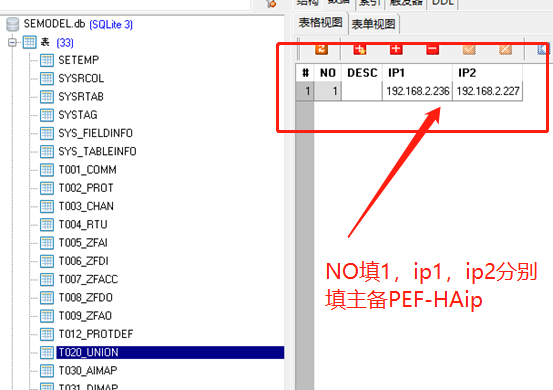 SEMODEL.db (SQLite 3)
表 (33)
SETEMP
SYSRCOL
SYSRTAB
SYSTAG
SYS_FIELDINFO
SYS_TABLEINFO
T001_COMM
T002_PROT
T003_CHAN
T004_RTU
T005_ZFAI
T006_ZFDI
T007_ZFACC
T008_ZFDO
T009_ZFAO
T012_PROTDEF
T020_UNION
T030_AIMAP
T031_DIMAP
结构 数据 索引 触发器 DDL
表格视图 表单视图
# NO DESC IP1 IP2
1 1 192.168.2.236 192.168.2.227
NO填1，ip1，ip2分别
填主备PEF-HAip